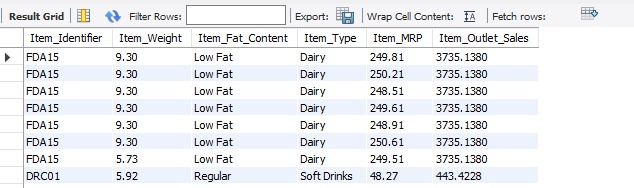 Result Grid Filter Rows: Export: Wrap Cell Content: Fetch rows:
Item_Identifier Item_Weight Item_Fat_Content Item_Type Item_MRP Item_Outlet_Sales
FDA15 9.30 Low Fat Dairy 249.81 3735.1380
FDA15 9.30 Low Fat Dairy 250.21 3735.1380
FDA15 9.30 Low Fat Dairy 248.51 3735.1380
FDA15 9.30 Low Fat Dairy 249.61 3735.1380
FDA15 9.30 Low Fat Dairy 248.91 3735.1380
FDA15 9.30 Low Fat Dairy 250.61 3735.1380
FDA15 5.73 Low Fat Dairy 249.51 3735.1380
DRC01 5.92 Regular Soft Drinks 48.27 443.4228